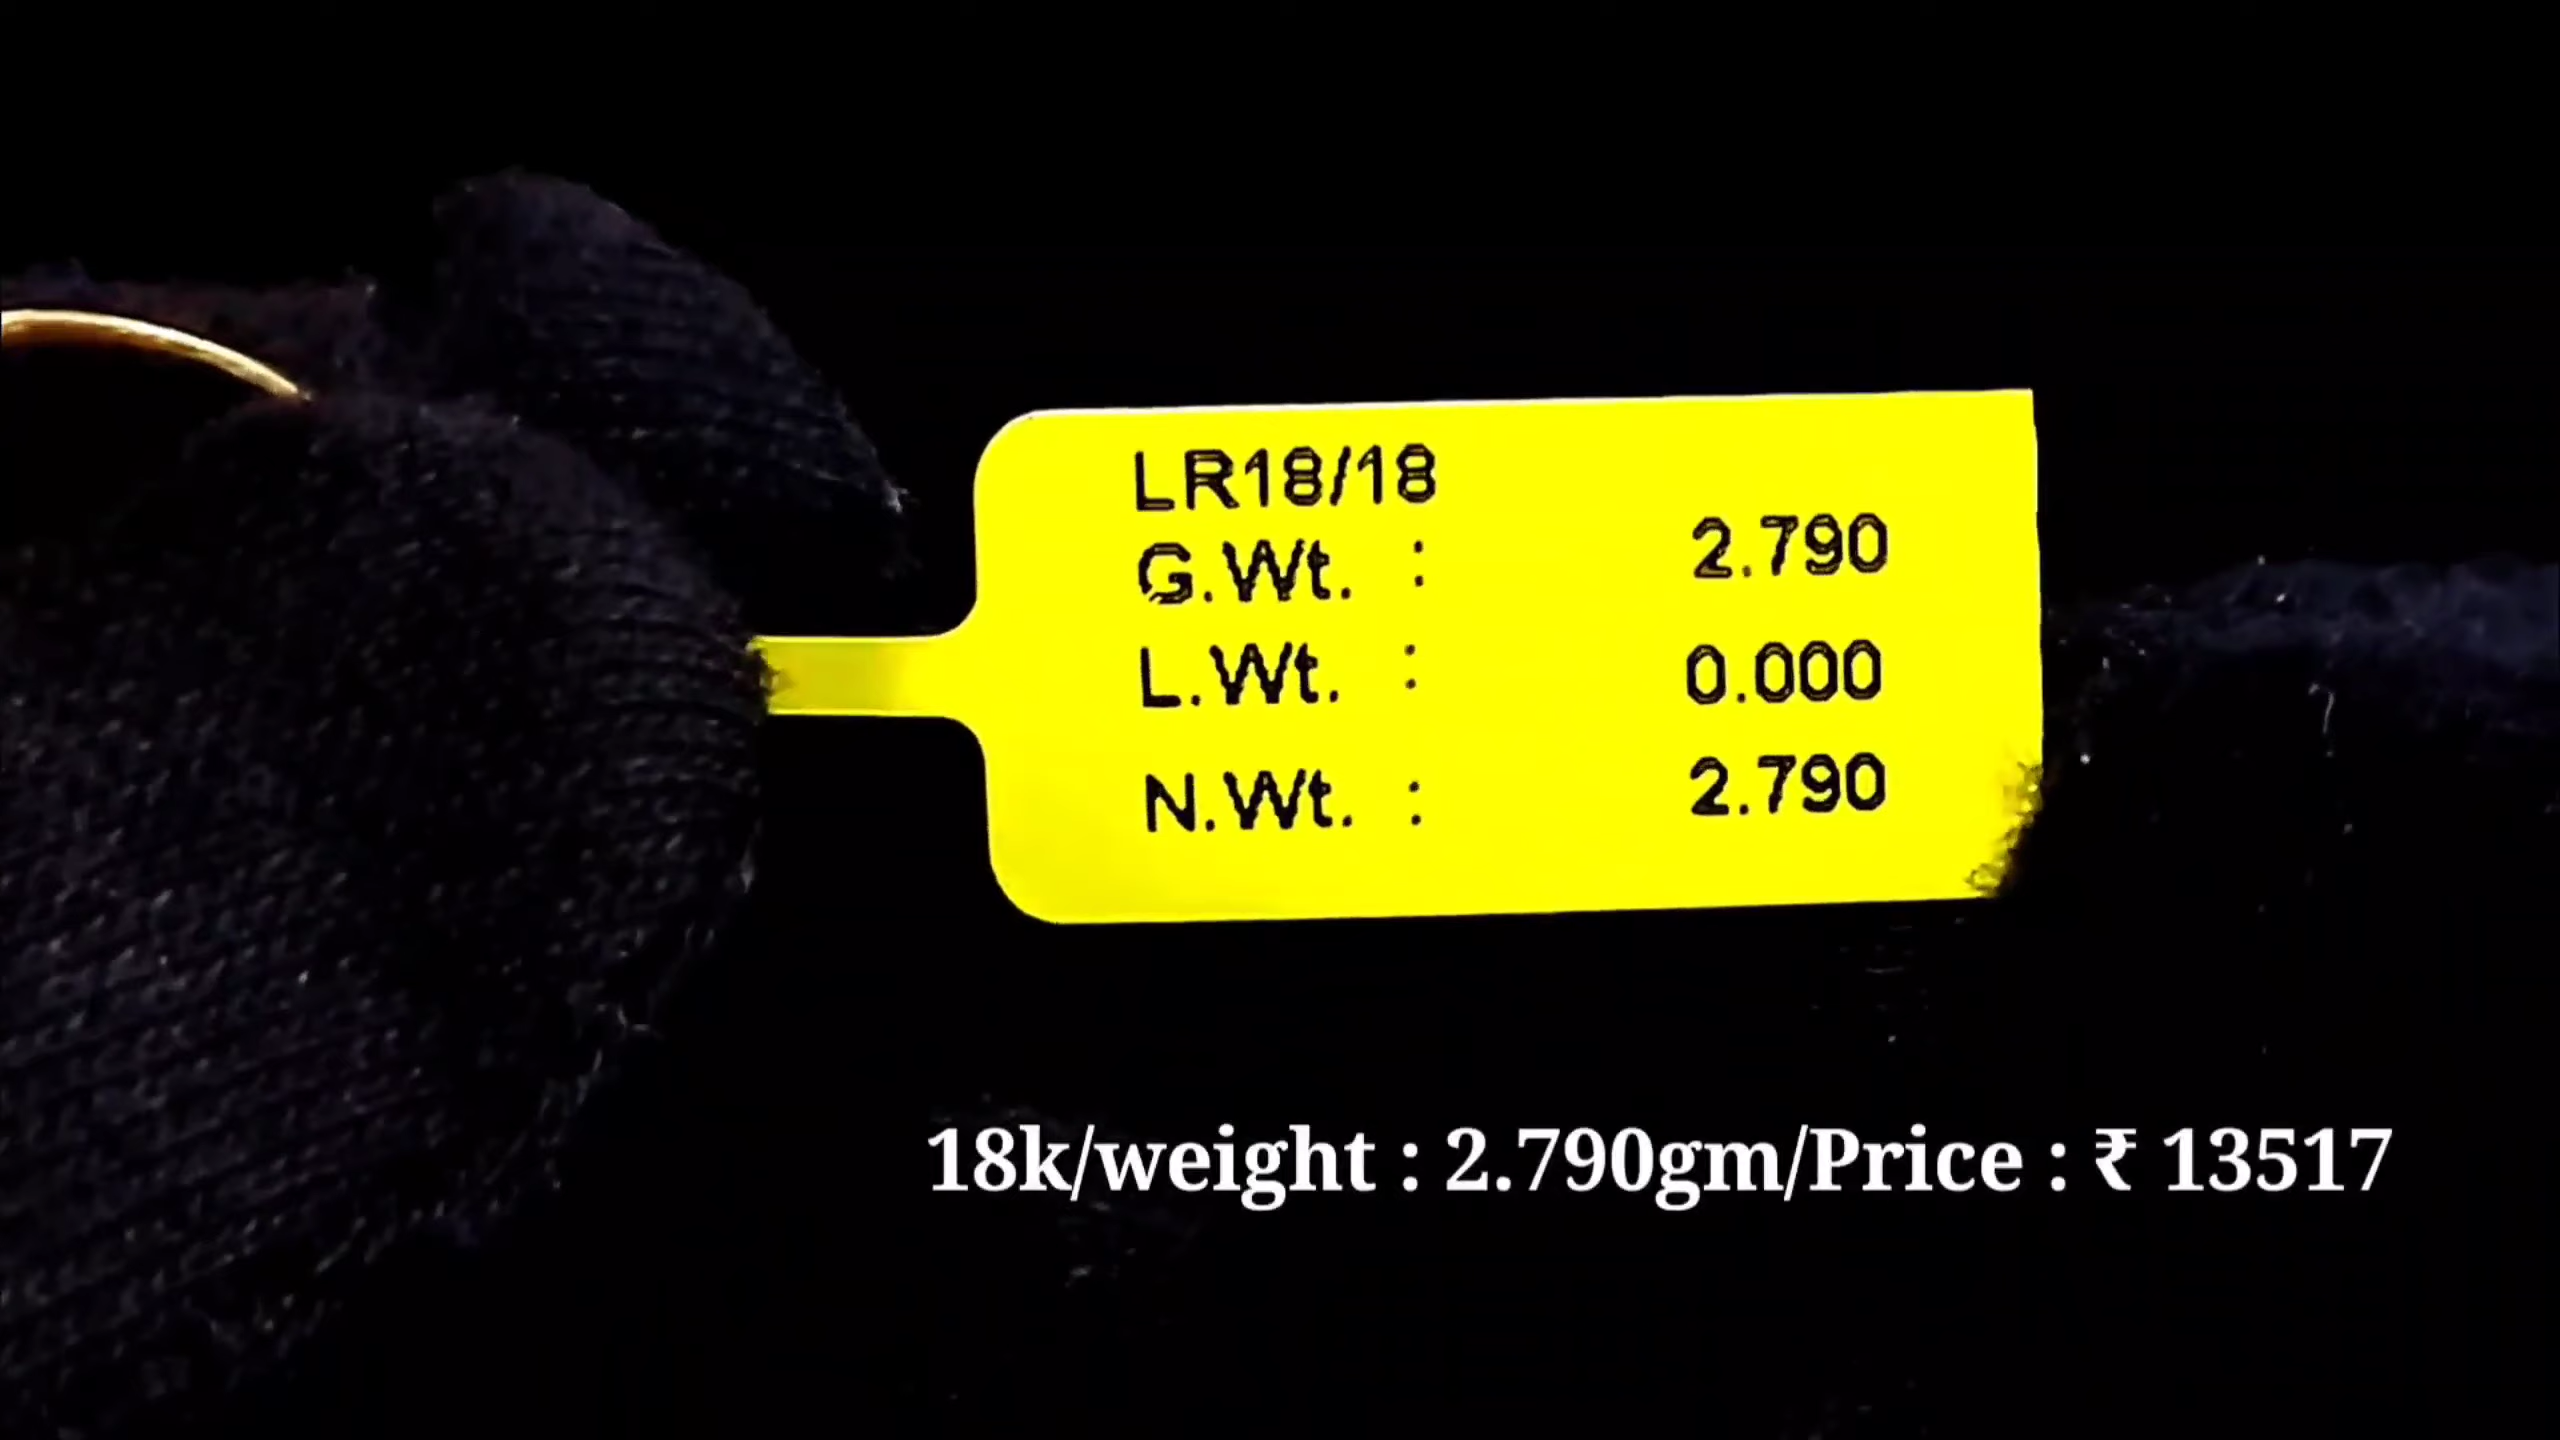 LR18/18
G.Wt. : 2.790
L.Wt. : 0.000
N.Wt. : 2.790
18k/weight : 2.790gm/Price : ₹ 13517